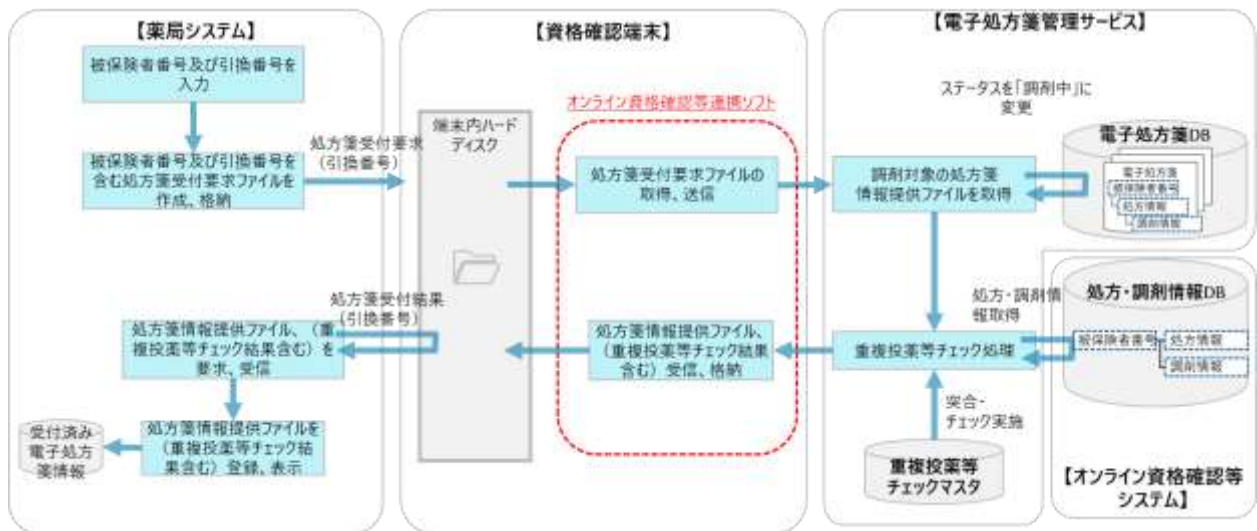 【薬局システム】
被保険者番号及び引換番号を
入力
被保険者番号及び引換番号を
含む処方箋受付要求ファイルを
作成、格納
処方箋受付要求
（引換番号）
処方箋受付結果
（引換番号）
処方箋情報提供ファイル、（重
複投薬等チェック結果含む）を
要求、受信
処方箋情報提供ファイルを
（重複投薬等チェック結
果含む）登録、表示
受付済み
電子処方
箋情報
【資格確認端末】
端末内ハード
ディスク
オンライン資格確認等連携ソフト
処方箋受付要求ファイルの
取得、送信
処方箋情報提供ファイル、
（重複投薬等チェック結果
含む）受信、格納
【電子処方箋管理サービス】
ステータスを「調剤中」に
変更
調剤対象の処方箋
情報提供ファイルを取得
電子処方箋DB
電子処方箋
被保険者番号
処方情報
調剤情報
処方・調剤情
報取得
重複投薬等チェック処理
突合・
チェック実施
重複投薬等
チェックマスタ
処方・調剤情報DB
被保険者番号
処方情報
調剤情報
【オンライン資格確認等
システム】